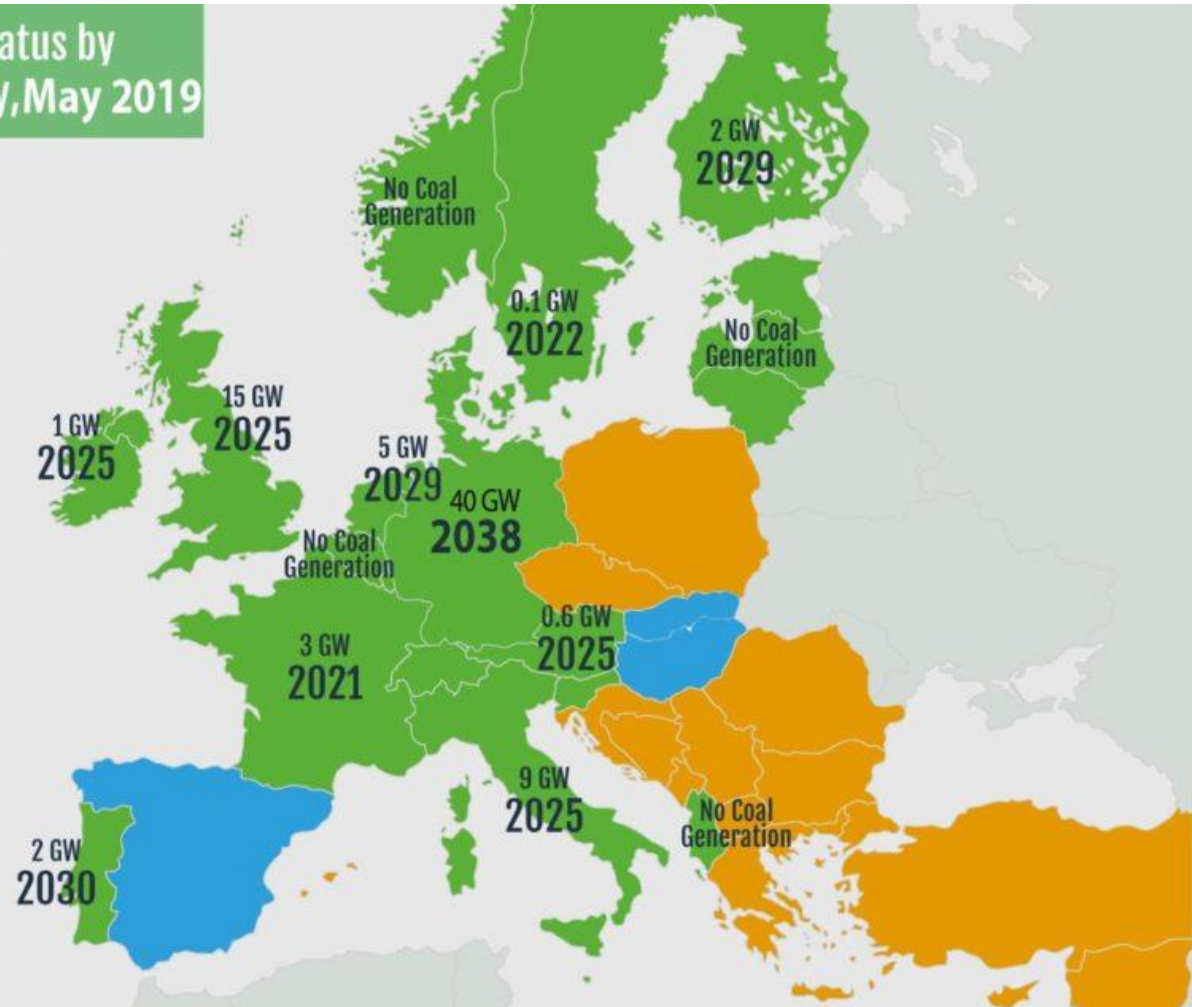 atus by
y, May 2019
2 GW
2029
No Coal
Generation
0.1 GW
2022
No Coal
Generation
15 GW
2025
1 GW
2025
5 GW
2029
40 GW
2038
No Coal
Generation
0.6 GW
2025
3 GW
2021
9 GW
2025
No Coal
Generation
2 GW
2030